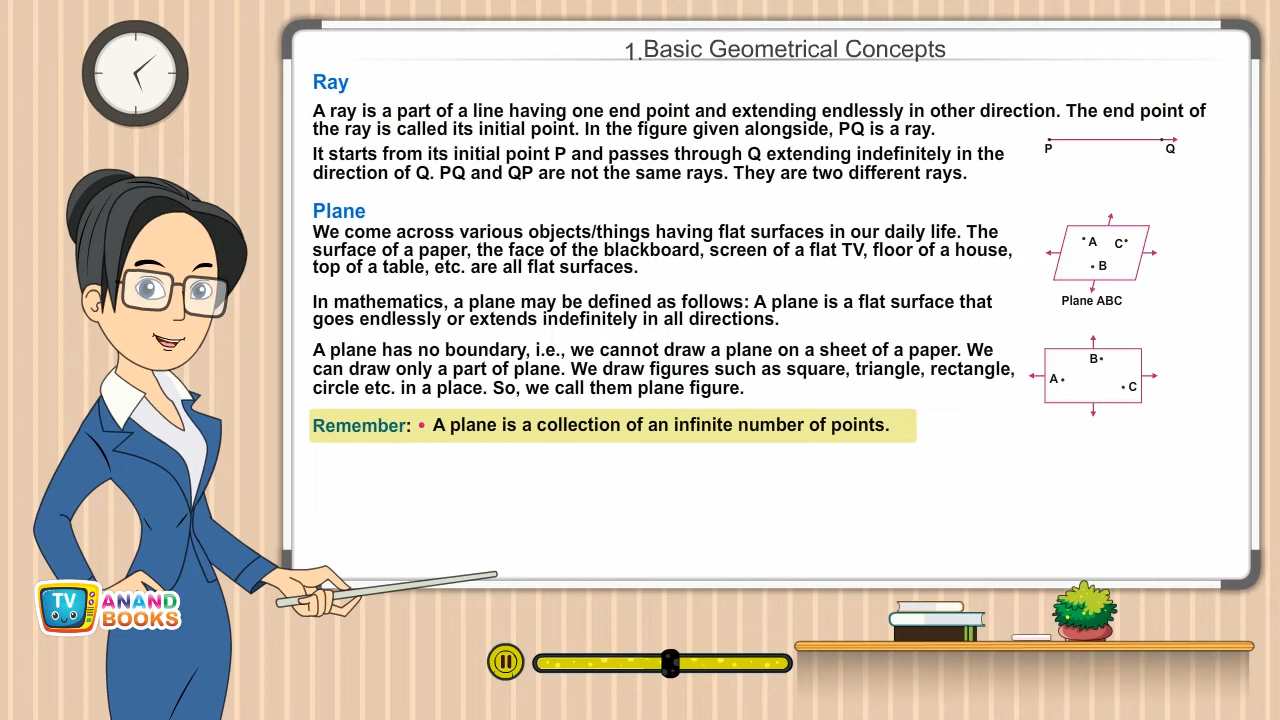 1.Basic Geometrical Concepts
Ray
A ray is a part of a line having one end point and extending endlessly in other direction. The end point of
the ray is called its initial point. In the figure given alongside, PQ is a ray.
P Q
It starts from its initial point P and passes through Q extending indefinitely in the
direction of Q. PQ and QP are not the same rays. They are two different rays.
Plane
We come across various objects/things having flat surfaces in our daily life. The
surface of a paper, the face of the blackboard, screen of a flat TV, floor of a house,
top of a table, etc. are all flat surfaces.
A C
B
Plane ABC
In mathematics, a plane may be defined as follows: A plane is a flat surface that
goes endlessly or extends indefinitely in all directions.
A plane has no boundary, i.e., we cannot draw a plane on a sheet of a paper. We
can draw only a part of plane. We draw figures such as square, triangle, rectangle,
circle etc. in a place. So, we call them plane figure.
B
A C
Remember: • A plane is a collection of an infinite number of points.
TV
ANAND
BOOKS